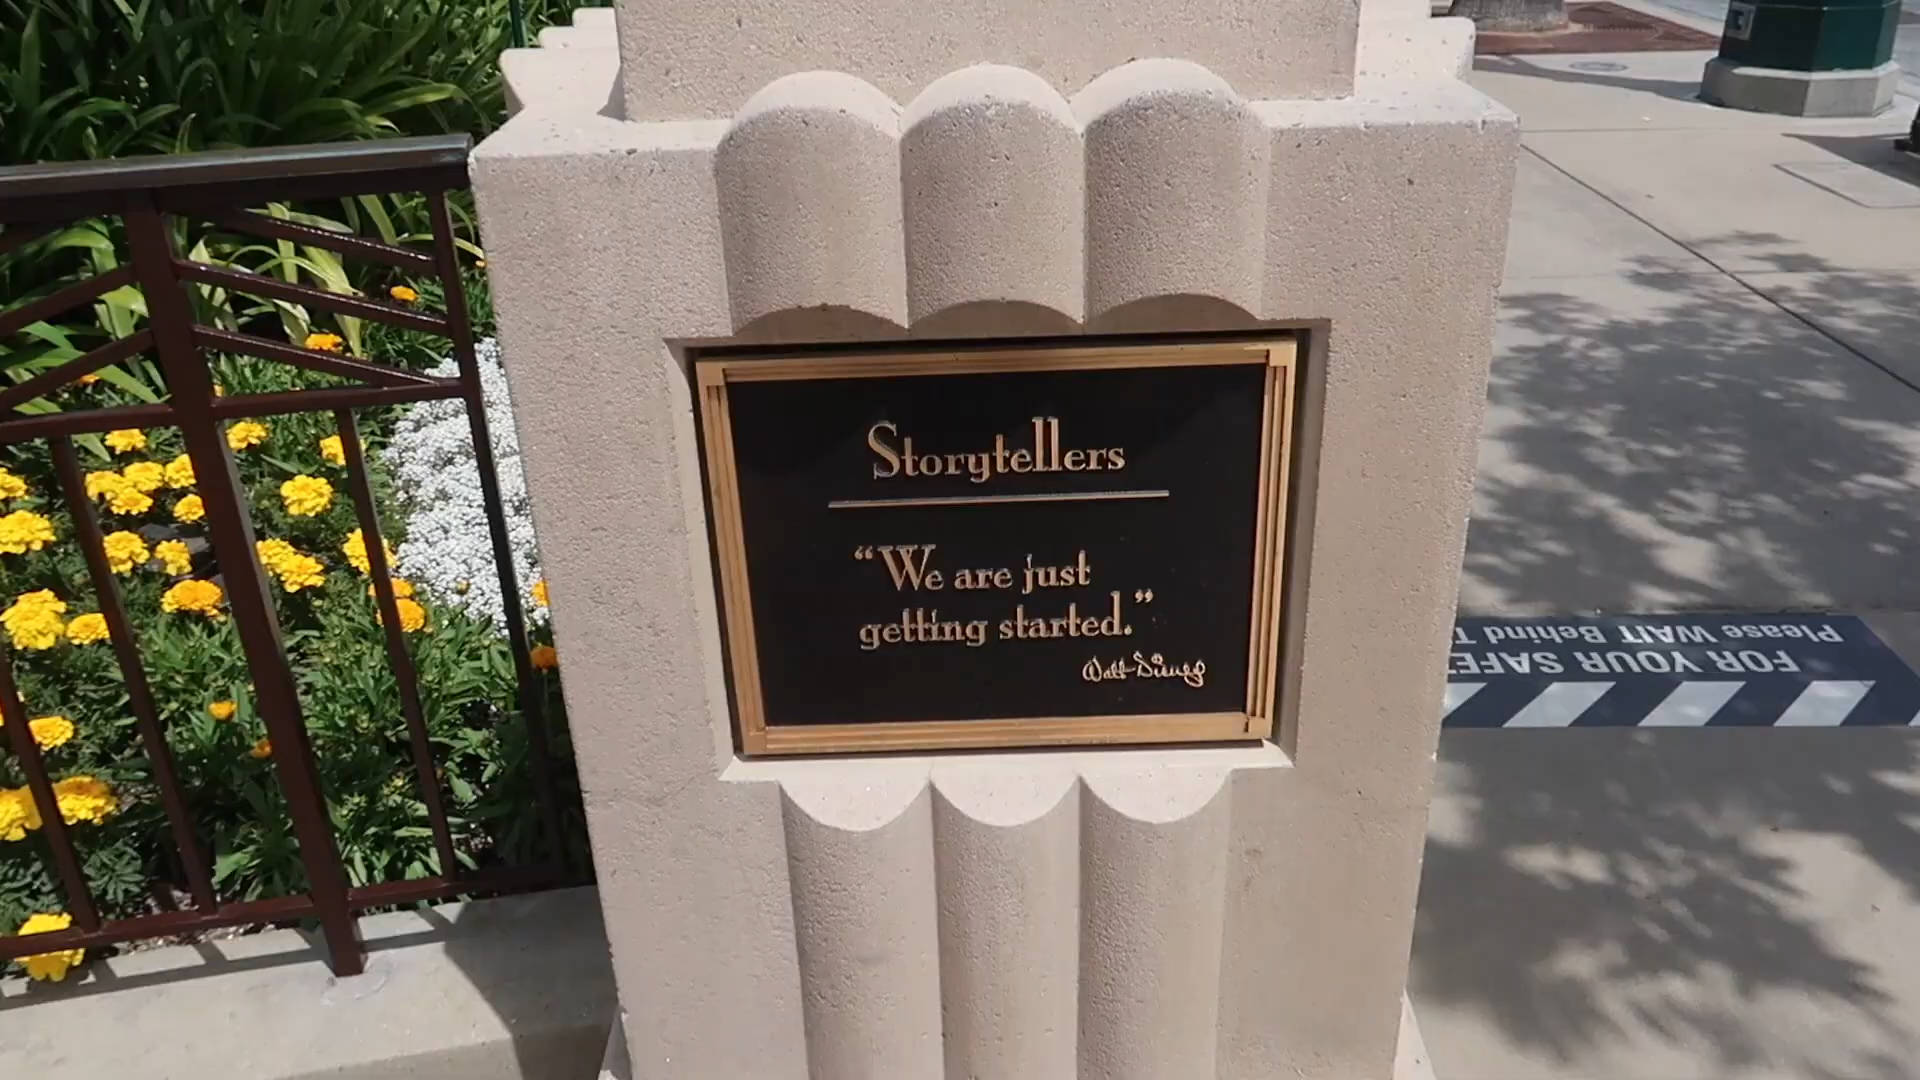 Storytellers
“We are just
getting started.”
Walt Disney
FOR YOUR SAFE
Please WAIT Behind T